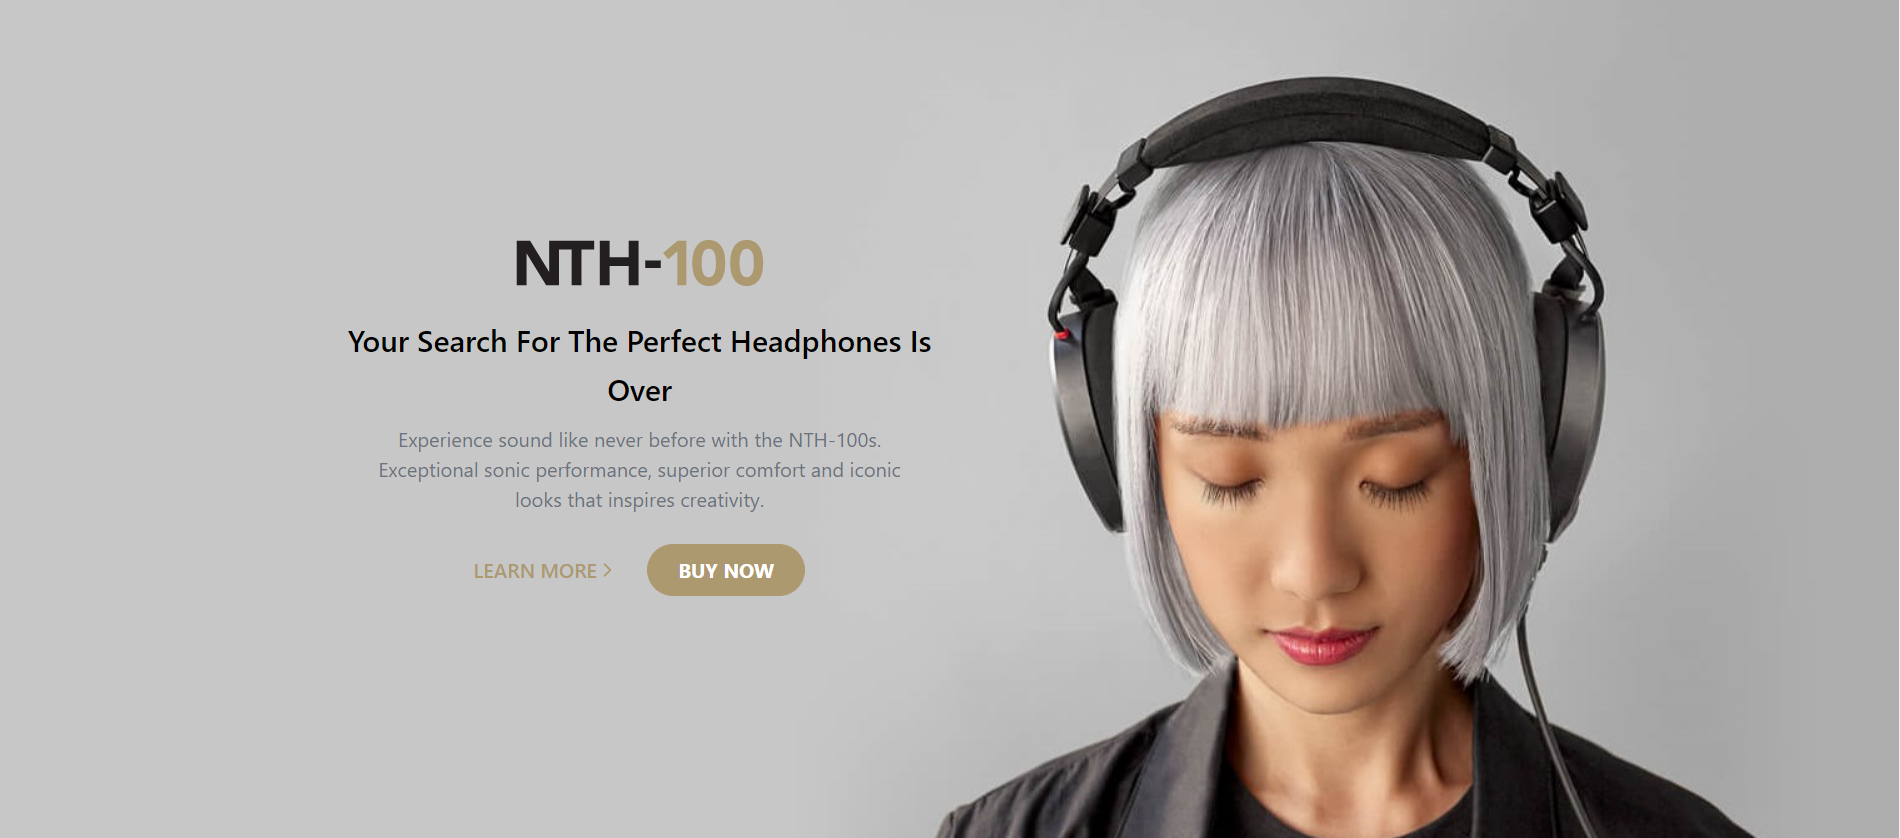 NTH-100
Your Search For The Perfect Headphones Is
Over
Experience sound like never before with the NTH-100s.
Exceptional sonic performance, superior comfort and iconic
looks that inspires creativity.
LEARN MORE >
BUY NOW